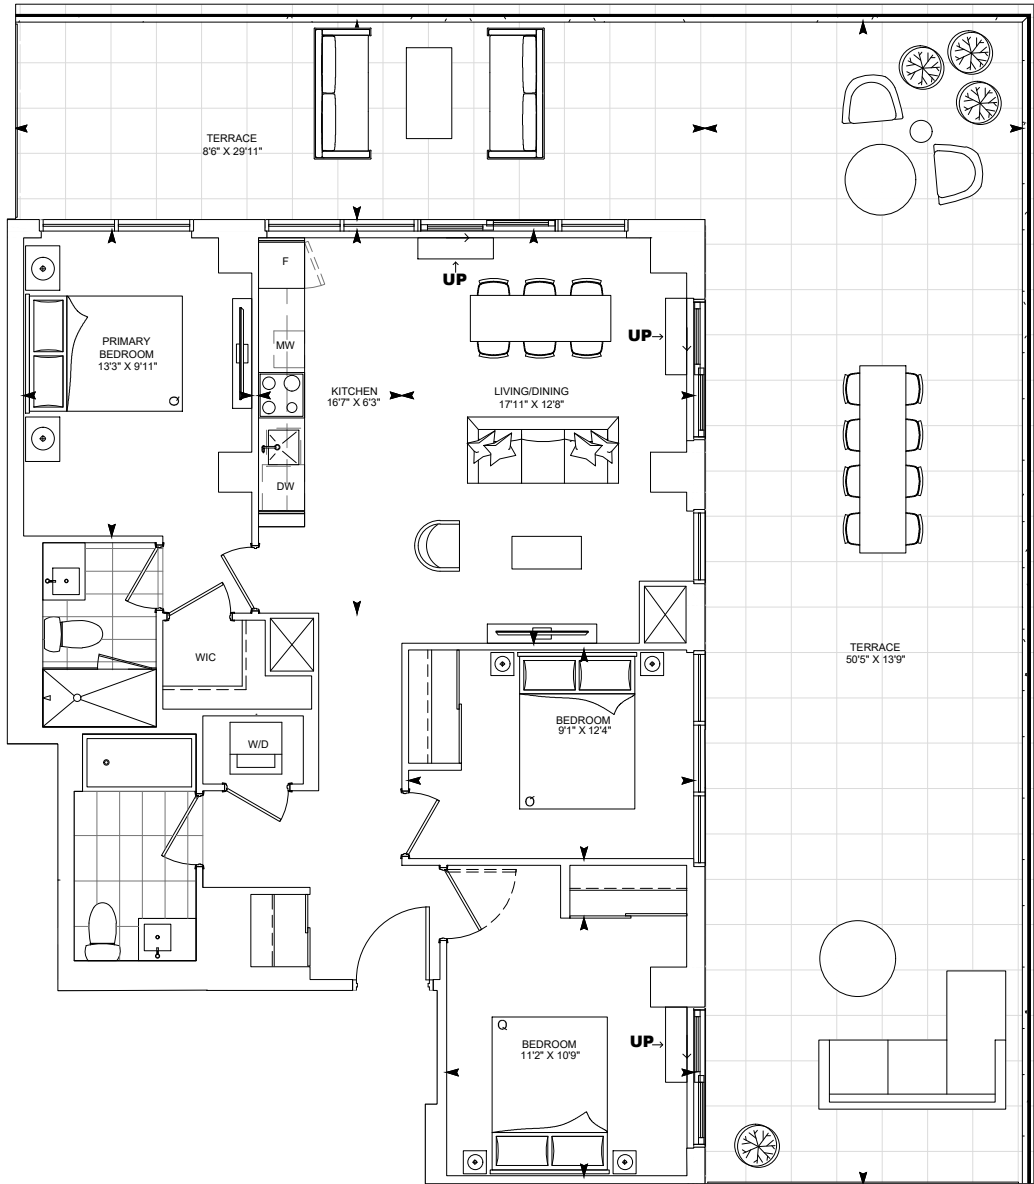 TERRACE
8'6" X 29'11"
F
UP
MW
UP
PRIMARY
BEDROOM
13'3" X 9'11"
Q
KITCHEN
16'7" X 6'3"
LIVING/DINING
17'11" X 12'8"
DW
WIC
TERRACE
50'5" X 13'9"
W/D
BEDROOM
9'1" X 12'4"
Q
Q
BEDROOM
11'2" X 10'9"
UP